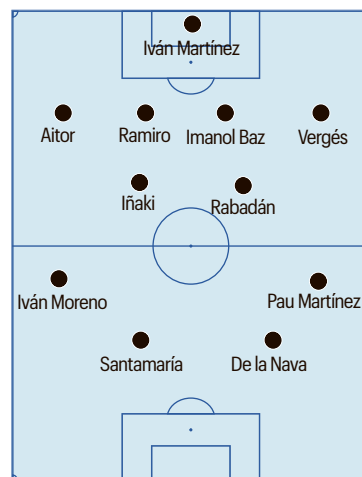 Iván Martínez
Aitor Ramiro Imanol Baz Vergés
Iñaki Rabadán
Iván Moreno Pau Martínez
Santamaría De la Nava